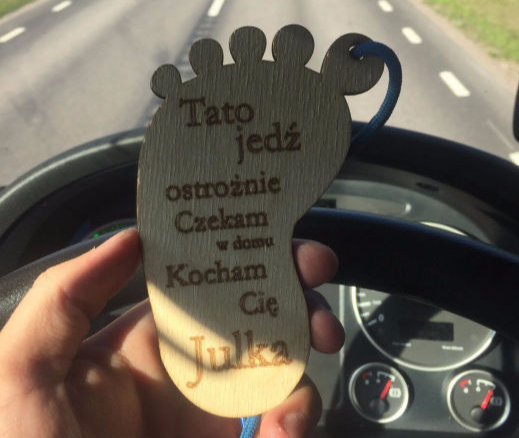 Tato
jedź
ostrożnie
Czekam
w domu
Kocham
Cię
Julka